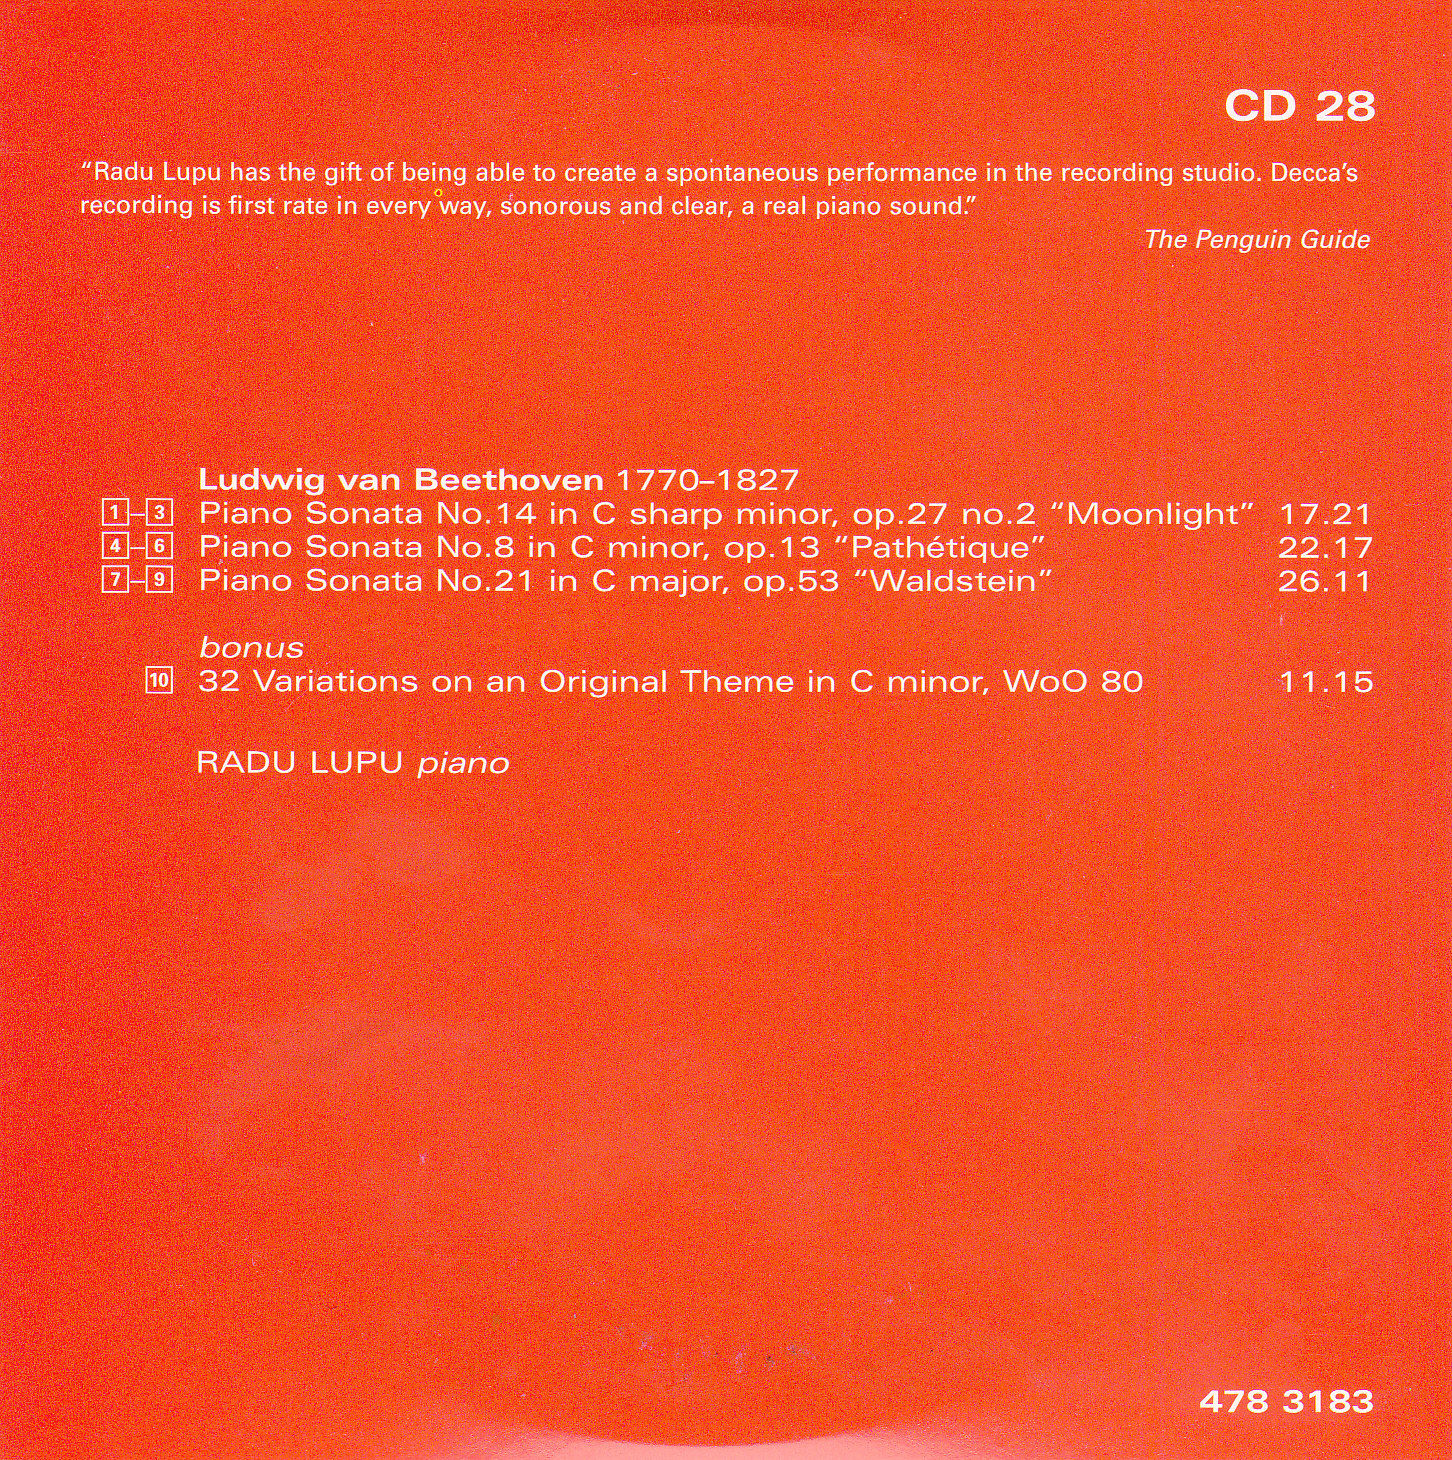 CD 28
“Radu Lupu has the gift of being able to create a spontaneous performance in the recording studio. Decca’s
recording is first rate in every way, sonorous and clear, a real piano sound.”
The Penguin Guide
Ludwig van Beethoven 1770–1827
1–3 Piano Sonata No.14 in C sharp minor, op.27 no.2 “Moonlight” 17.21
4–6 Piano Sonata No.8 in C minor, op.13 “Pathétique” 22.17
7–9 Piano Sonata No.21 in C major, op.53 “Waldstein” 26.11
bonus
10 32 Variations on an Original Theme in C minor, WoO 80 11.15
RADU LUPU piano
478 3183